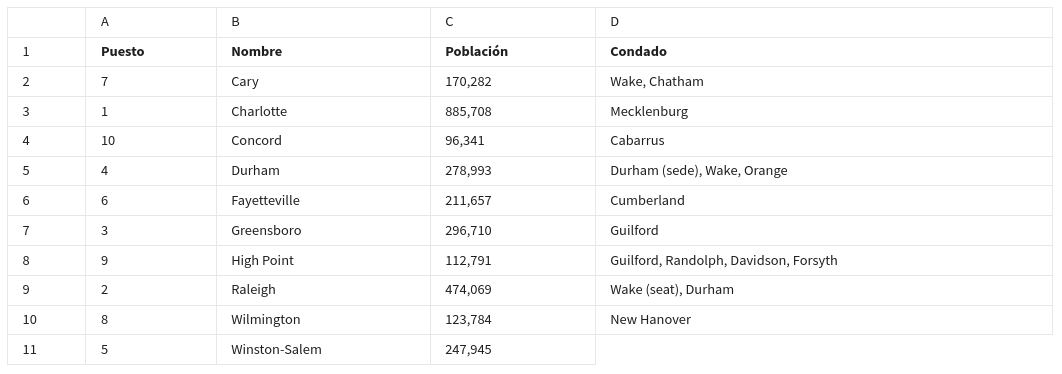 A B C D
1 Puesto Nombre Población Condado
2 7 Cary 170,282 Wake, Chatham
3 1 Charlotte 885,708 Mecklenburg
4 10 Concord 96,341 Cabarrus
5 4 Durham 278,993 Durham (sede), Wake, Orange
6 6 Fayetteville 211,657 Cumberland
7 3 Greensboro 296,710 Guilford
8 9 High Point 112,791 Guilford, Randolph, Davidson, Forsyth
9 2 Raleigh 474,069 Wake (seat), Durham
10 8 Wilmington 123,784 New Hanover
11 5 Winston-Salem 247,945